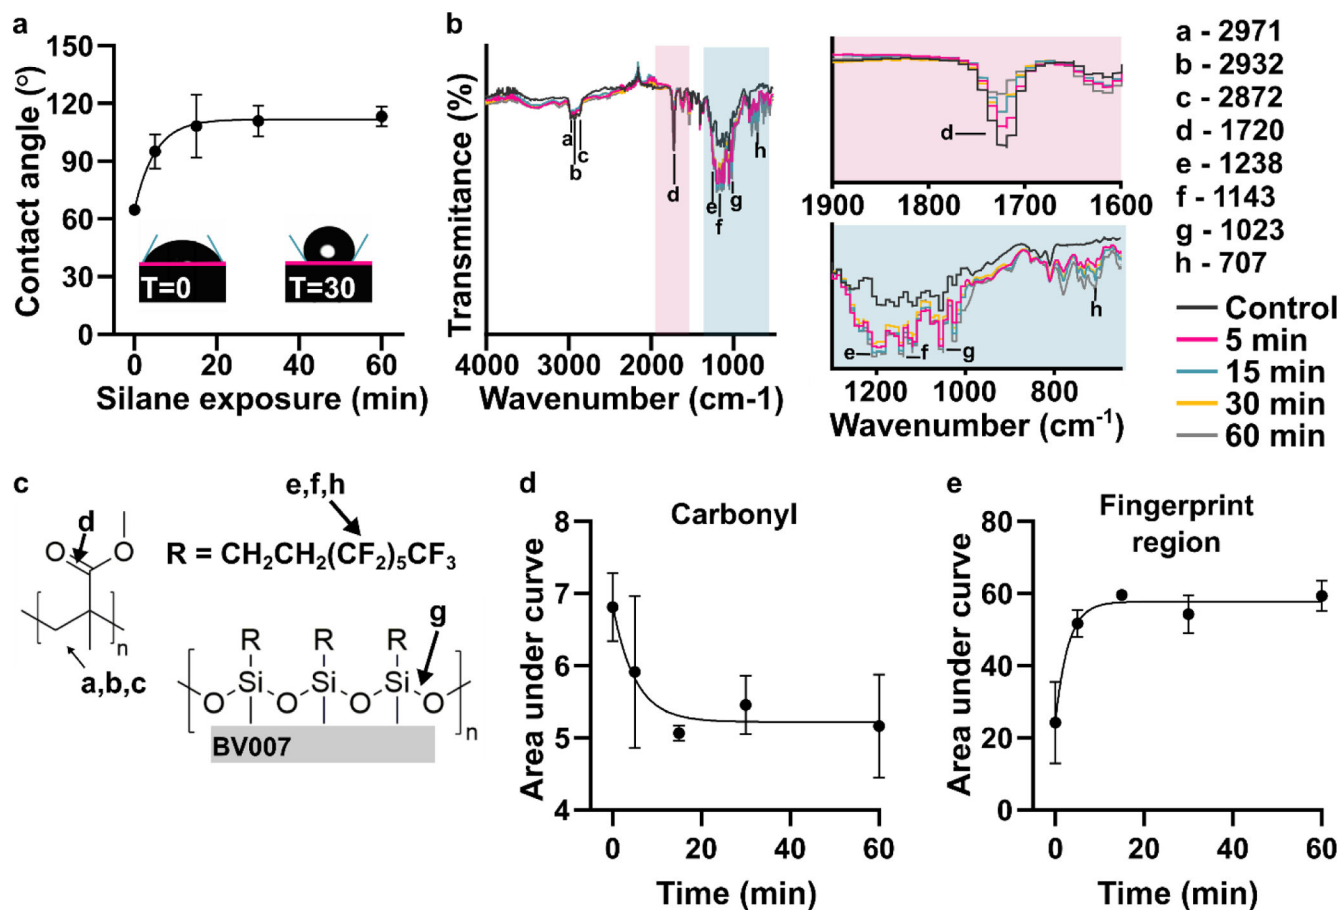 a
150
120
90
60
30
0
Contact angle (°)
T=0
T=30
0 20 40 60
Silane exposure (min)
b
Transmitance (%)
a
b
c
d
e
f
g
h
4000 3000 2000 1000
Wavenumber (cm-1)
d
1900 1800 1700 1600
e
f
g
h
1200 1000 800
Wavenumber (cm⁻¹)
a - 2971
b - 2932
c - 2872
d - 1720
e - 1238
f - 1143
g - 1023
h - 707
Control
5 min
15 min
30 min
60 min
c
d
O
O
n
a,b,c
e,f,h
R = CH₂CH₂(CF₂)₅CF₃
g
R R R
Si Si Si
O O O O
n
BV007
d
Carbonyl
8
7
6
5
4
Area under curve
0 20 40 60
Time (min)
e
Fingerprint
region
80
60
40
20
0
Area under curve
0 20 40 60
Time (min)